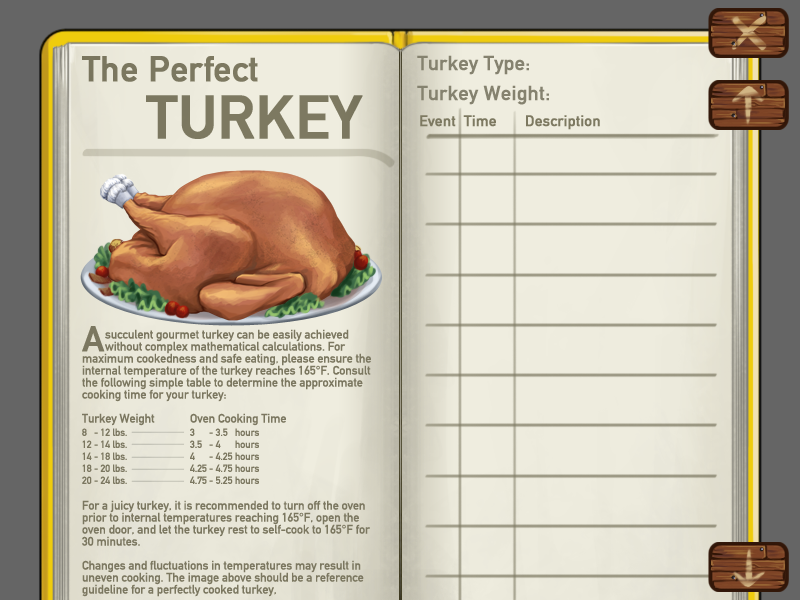 The Perfect
TURKEY
A succulent gourmet turkey can be easily achieved
without complex mathematical calculations. For
maximum cookedness and safe eating, please ensure the
internal temperature of the turkey reaches 165°F. Consult
the following simple table to determine the approximate
cooking time for your turkey:
Turkey Weight Oven Cooking Time
8 - 12 lbs. 3 - 3.5 hours
12 - 14 lbs. 3.5 - 4 hours
14 - 18 lbs. 4 - 4.25 hours
18 - 20 lbs. 4.25 - 4.75 hours
20 - 24 lbs. 4.75 - 5.25 hours
For a juicy turkey, it is recommended to turn off the oven
prior to internal temperatures reaching 165°F, open the
oven door, and let the turkey rest to self-cook to 165°F for
30 minutes.
Changes and fluctuations in temperatures may result in
uneven cooking. The image above should be a reference
guideline for a perfectly cooked turkey.
Turkey Type:
Turkey Weight:
Event Time Description